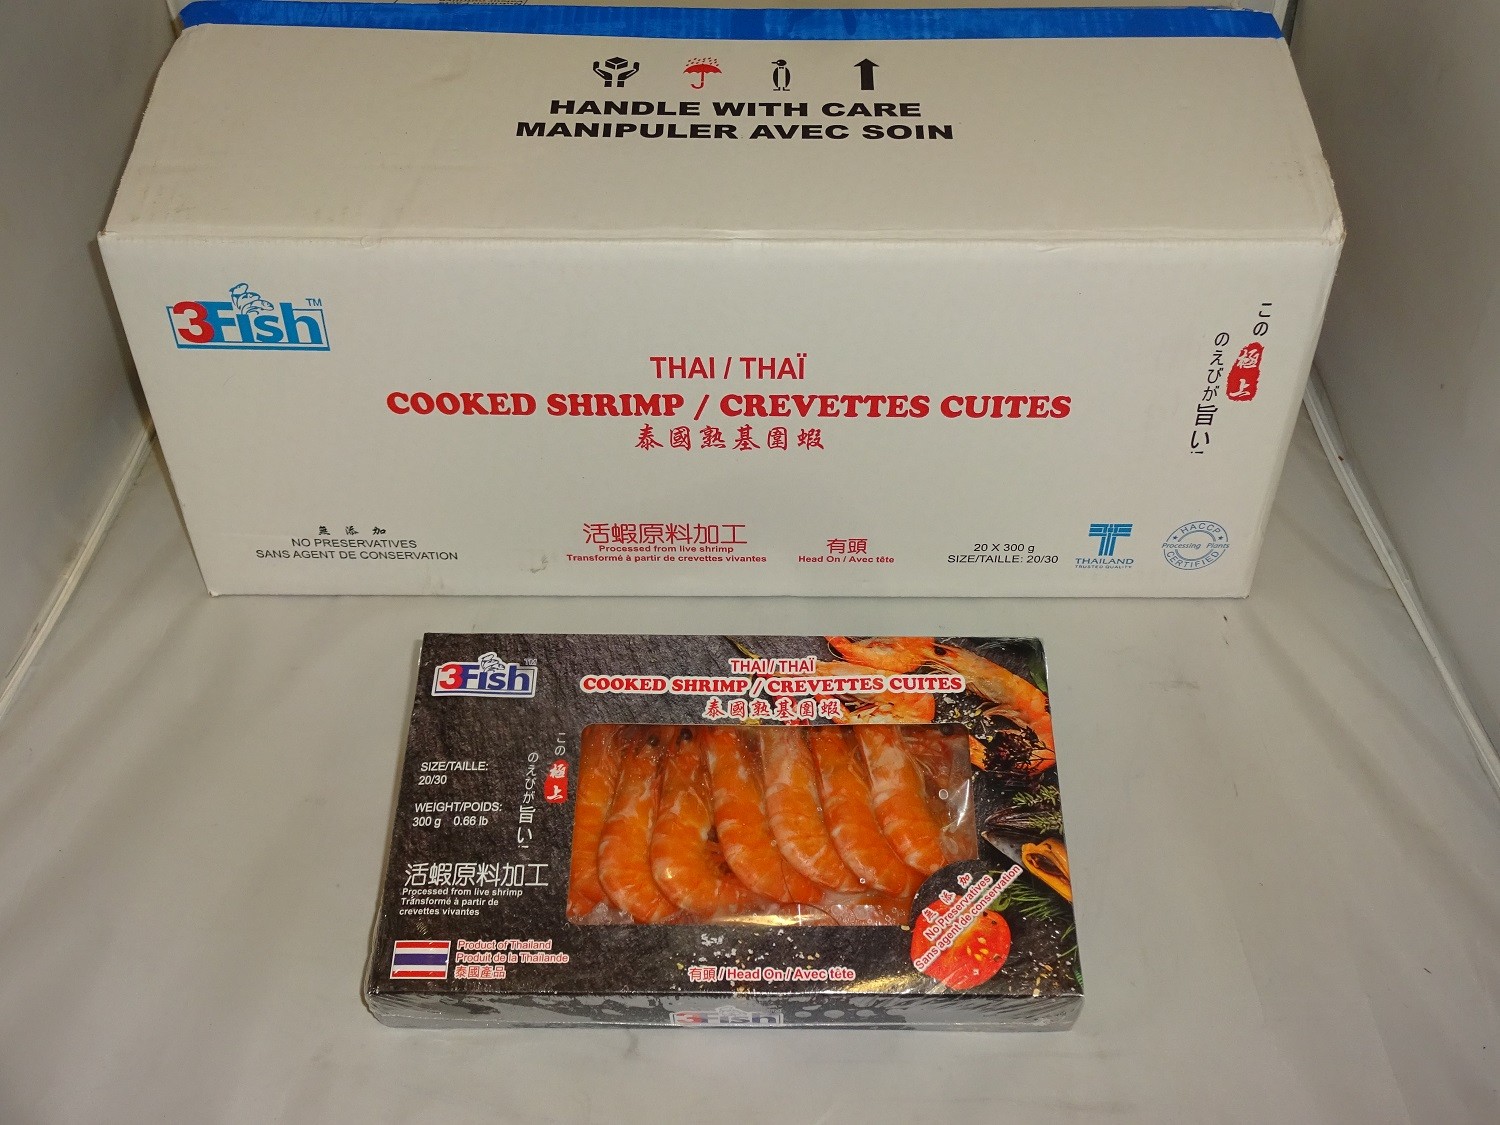 HANDLE WITH CARE
MANIPULER AVEC SOIN
3Fish TM
THAI / THAÏ
COOKED SHRIMP / CREVETTES CUITES
泰國熟基圍蝦
この極上
のえびが旨い!
無添加
NO PRESERVATIVES
SANS AGENT DE CONSERVATION
活蝦原料加工
Processed from live shrimp
Transformé à partir de crevettes vivantes
有頭
Head On / Avec tête
20 X 300 g
SIZE/TAILLE: 20/30
THAILAND
TRUSTED QUALITY
HACCP
Processing Plants
CERTIFIED
3Fish TM
THAI / THAÏ
COOKED SHRIMP / CREVETTES CUITES
泰國熟基圍蝦
SIZE/TAILLE:
20/30
WEIGHT/POIDS:
300 g 0.66 lb
この極上
のえびが旨い!
活蝦原料加工
Processed from live shrimp
Transformé à partir de
crevettes vivantes
Product of Thailand
Produit de la Thaïlande
泰國產品
有頭 / Head On / Avec tête
無添加
No Preservatives
Sans agent de conservation
3Fish